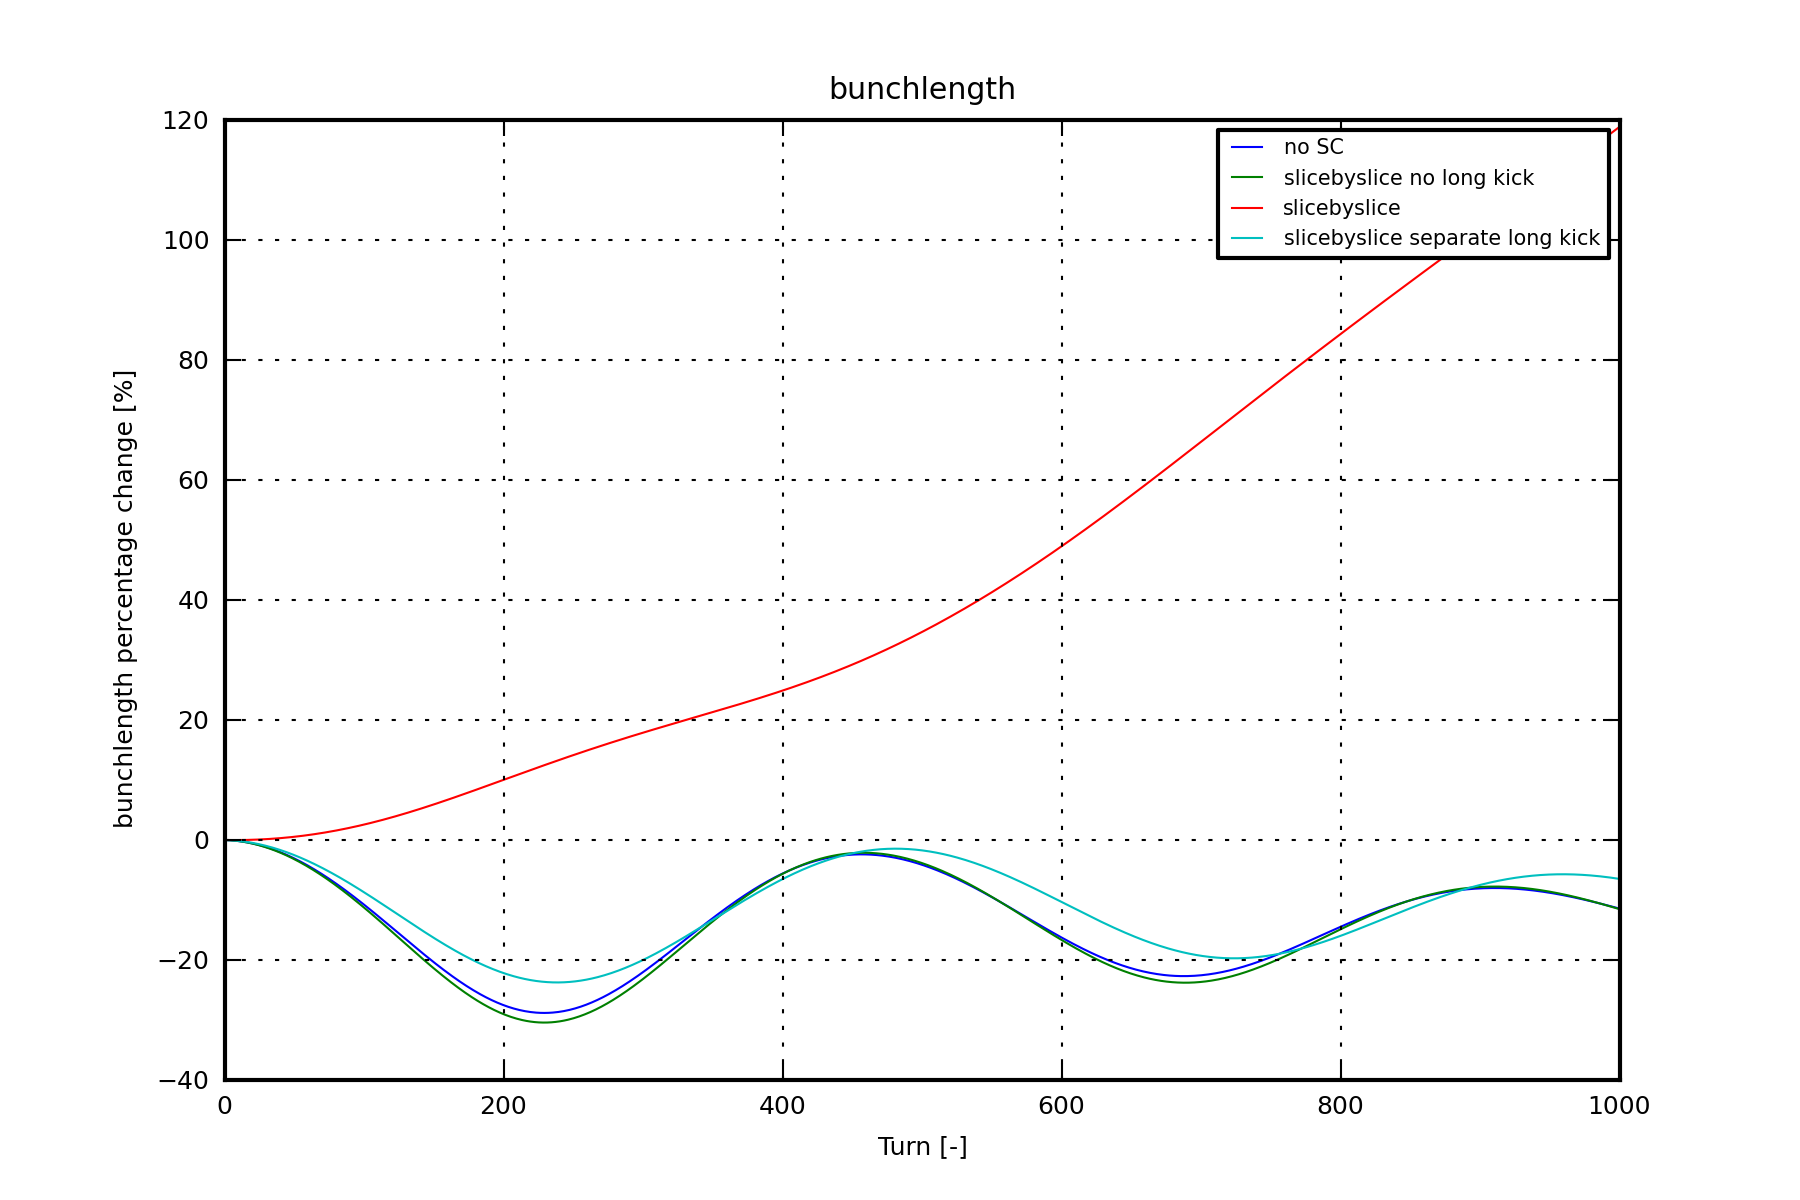 bunchlength
120
100
80
60
40
20
0
−20
−40
bunchlength percentage change [%]
no SC
slicebyslice no long kick
slicebyslice
slicebyslice separate long kick
0 200 400 600 800 1000
Turn [-]